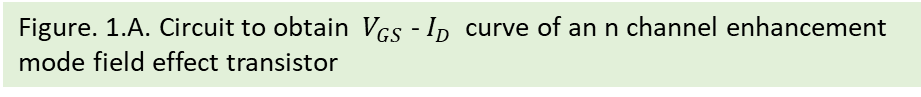 Figure. 1.A. Circuit to obtain V_GS - I_D curve of an n channel enhancement
mode field effect transistor